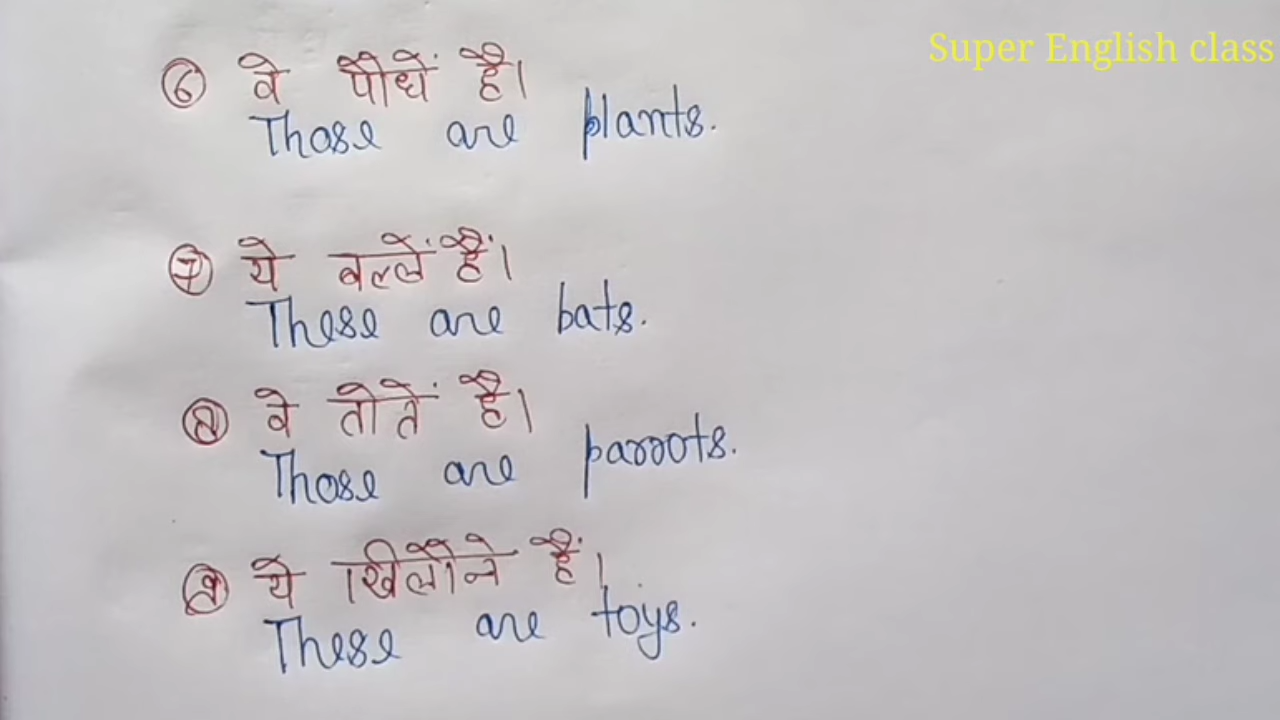 Super English class
⑥ वे पौधें है।
Those are plants.
⑦ ये बल्लें हैं।
These are bats.
⑧ वे तोतें है।
Those are parrots.
⑨ ये खिलौने हैं।
These are toys.